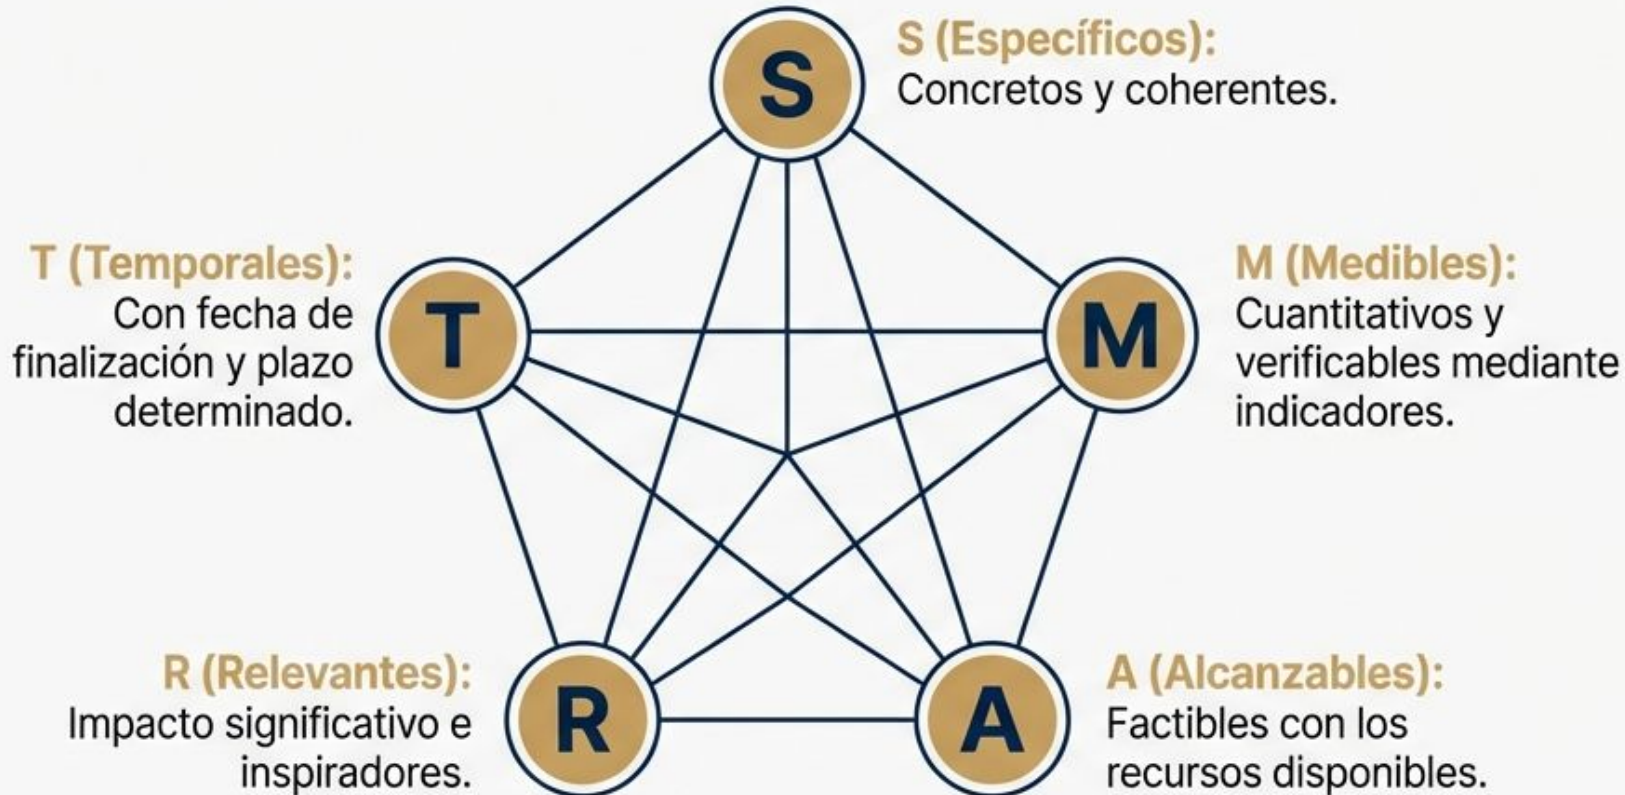 S
S (Específicos):
Concretos y coherentes.
T (Temporales):
Con fecha de
finalización y plazo
determinado.
T
M
M (Medibles):
Cuantitativos y
verificables mediante
indicadores.
R (Relevantes):
Impacto significativo e
inspiradores.
R
A
A (Alcanzables):
Factibles con los
recursos disponibles.